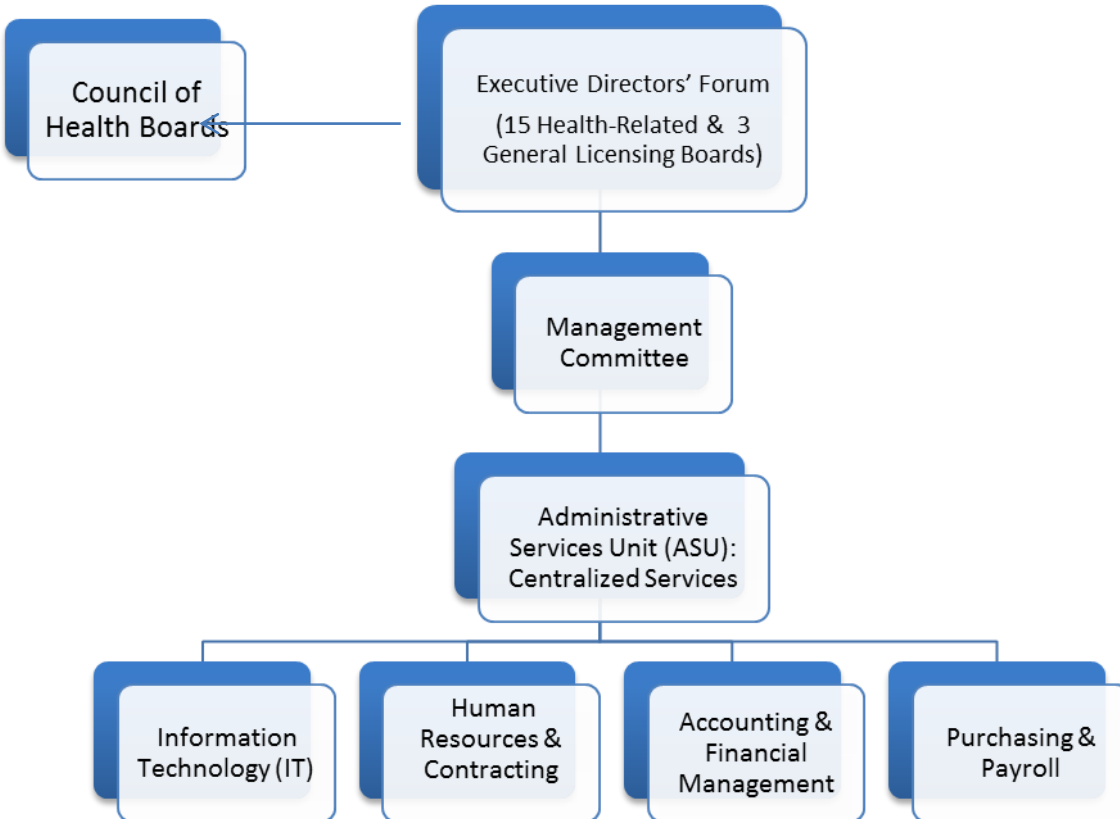 Council of
Health Boards
Executive Directors’ Forum
(15 Health-Related & 3
General Licensing Boards)
Management
Committee
Administrative
Services Unit (ASU):
Centralized Services
Information
Technology (IT)
Human
Resources &
Contracting
Accounting &
Financial
Management
Purchasing &
Payroll